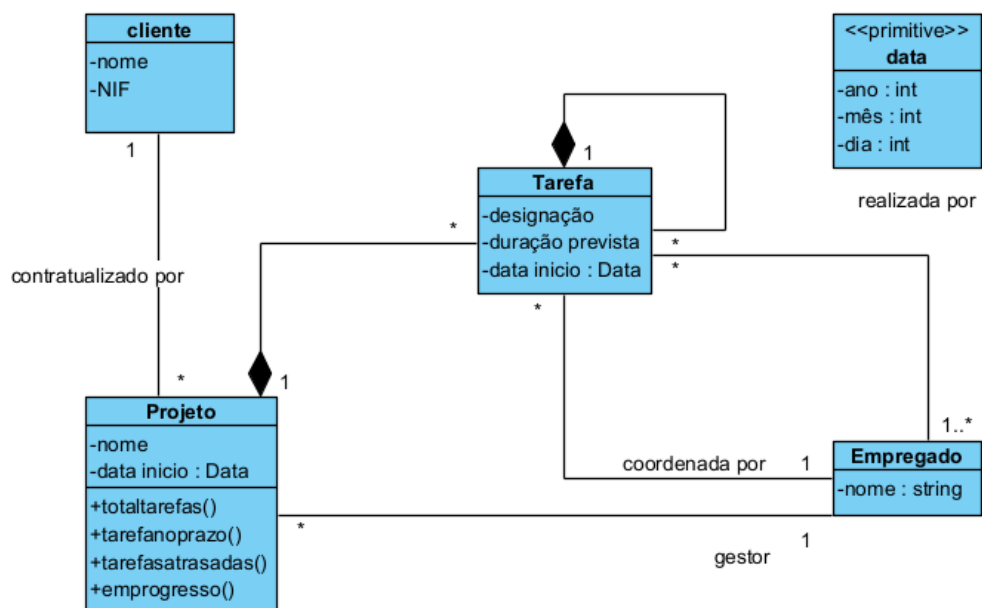 cliente
-nome
-NIF
1
contratualizado por
*
<<primitive>>
data
-ano : int
-mês : int
-dia : int
realizada por
1
Tarefa
-designação
-duração prevista
-data inicio : Data
*
*
*
*
1
Projeto
-nome
-data inicio : Data
+totaltarefas()
+tarefanoprazo()
+tarefasatrasadas()
+emprogresso()
1..*
Empregado
-nome : string
coordenada por
1
*
1
gestor